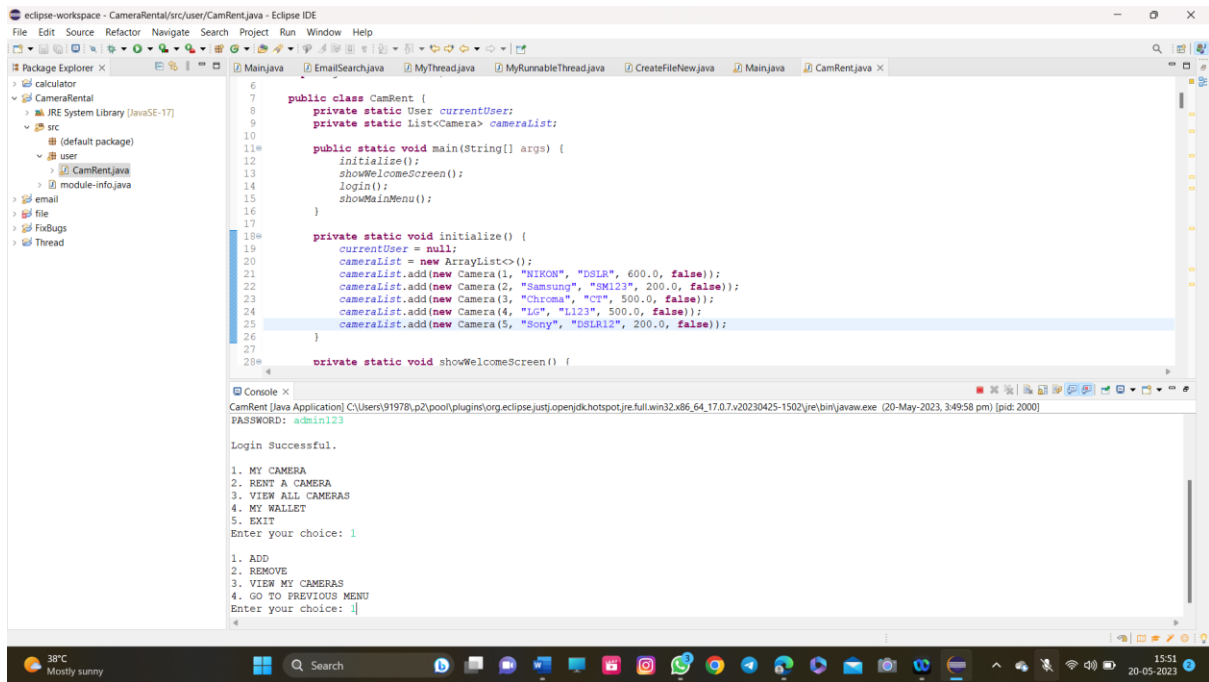 eclipse-workspace - CameraRental/src/user/CamRent.java - Eclipse IDE
File Edit Source Refactor Navigate Search Project Run Window Help
Package Explorer
Main.java EmailSearch.java MyThread.java MyRunnableThread.java CreateFileNew.java Main.java CamRent.java
calculator
CameraRental
JRE System Library [JavaSE-17]
src
(default package)
user
CamRent.java
module-info.java
email
file
FixBugs
Thread
6
7 public class CamRent {
8 private static User currentUser;
9 private static List<Camera> cameraList;
10
11 public static void main(String[] args) {
12 initialize();
13 showWelcomeScreen();
14 login();
15 showMainMenu();
16 }
17
18 private static void initialize() {
19 currentUser = null;
20 cameraList = new ArrayList<>();
21 cameraList.add(new Camera(1, "NIKON", "DSLR", 600.0, false));
22 cameraList.add(new Camera(2, "Samsung", "SM123", 200.0, false));
23 cameraList.add(new Camera(3, "Chroma", "CT", 500.0, false));
24 cameraList.add(new Camera(4, "LG", "L123", 500.0, false));
25 cameraList.add(new Camera(5, "Sony", "DSLR12", 200.0, false));
26 }
27
28 private static void showWelcomeScreen() {
Console
CamRent [Java Application] C:\Users\91978\.p2\pool\plugins\org.eclipse.justj.openjdk.hotspot.jre.full.win32.x86_64_17.0.7.v20230425-1502\jre\bin\javaw.exe (20-May-2023, 3:49:58 pm) [pid: 2000]
PASSWORD: admin123
Login Successful.
1. MY CAMERA
2. RENT A CAMERA
3. VIEW ALL CAMERAS
4. MY WALLET
5. EXIT
Enter your choice: 1
1. ADD
2. REMOVE
3. VIEW MY CAMERAS
4. GO TO PREVIOUS MENU
Enter your choice: 1
38°C
Mostly sunny
Search
3
15:51
20-05-2023
2